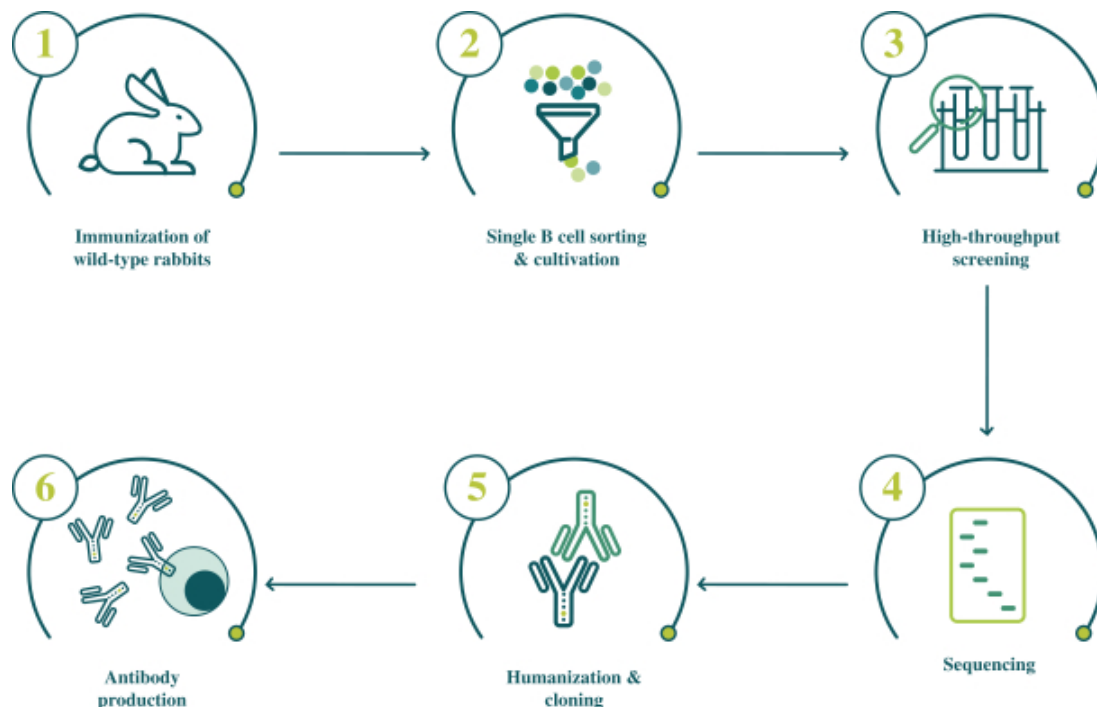 1
Immunization of
wild-type rabbits
2
Single B cell sorting
& cultivation
3
High-throughput
screening
4
Sequencing
5
Humanization &
cloning
6
Antibody
production